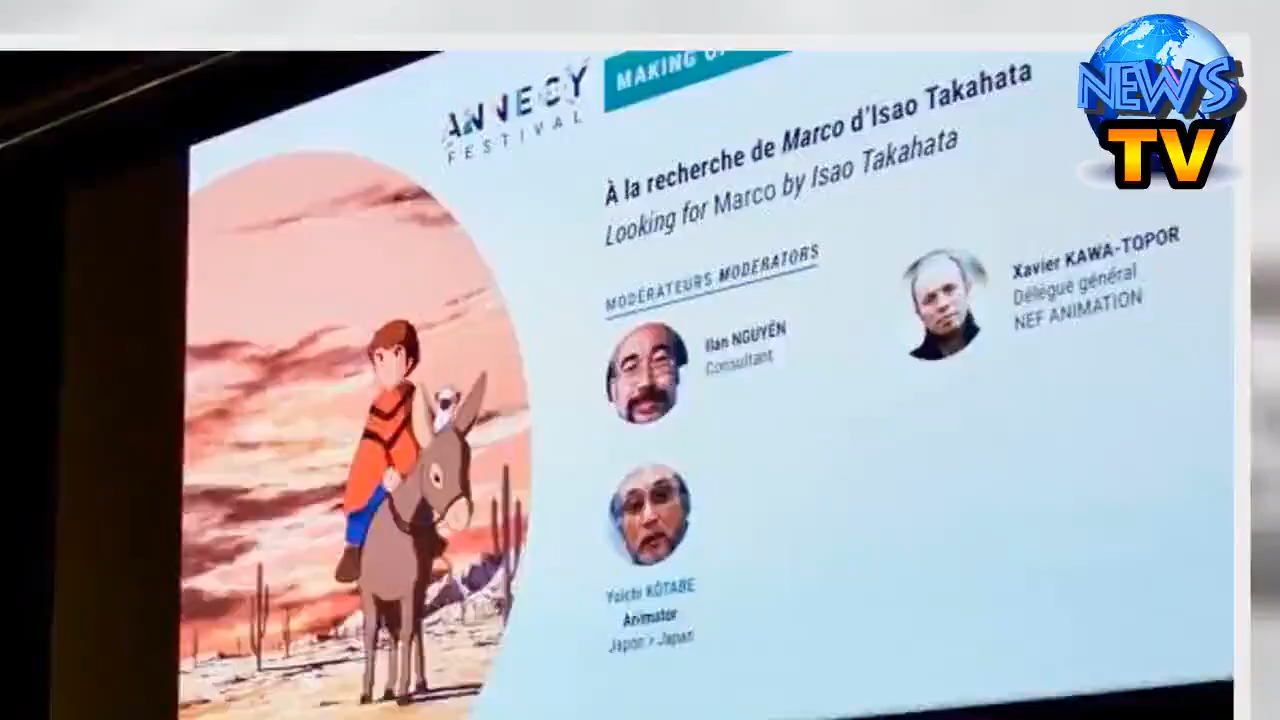 NEWS
TV
ANNECY
FESTIVAL
MAKING OF
À la recherche de Marco d'Isao Takahata
Looking for Marco by Isao Takahata
MODÉRATEURS MODERATORS
Ilan NGUYÊN
Consultant
Xavier KAWA-TOPOR
Délégué général
NEF ANIMATION
Yoichi KŌTABE
Animator
Japon > Japan